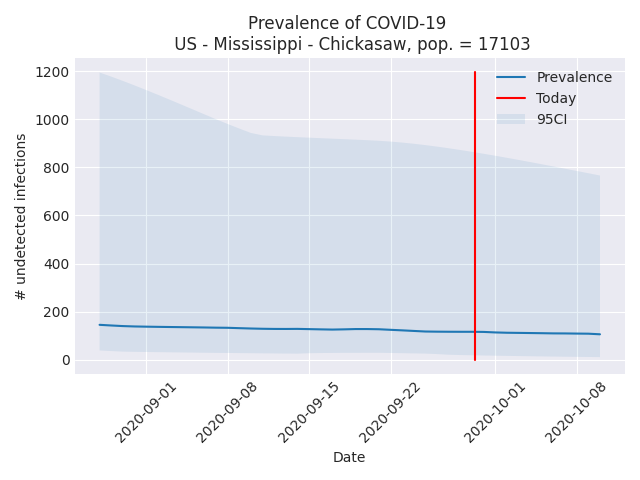 Prevalence of COVID-19
US - Mississippi - Chickasaw, pop. = 17103
Prevalence
Today
95CI
1200
1000
800
600
400
200
0
# undetected infections
2020-09-01
2020-09-08
2020-09-15
2020-09-22
2020-10-01
2020-10-08
Date